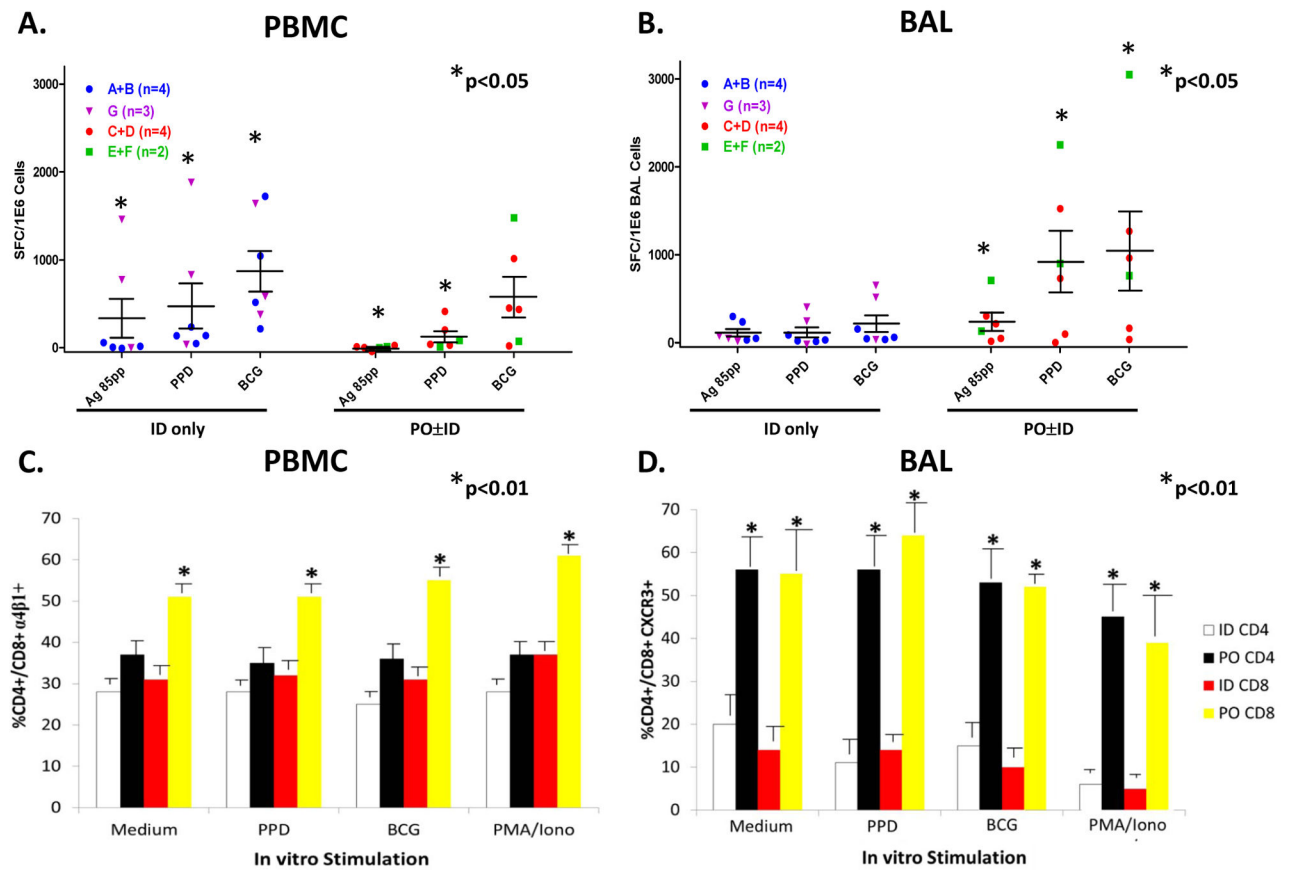 A.
PBMC
*p<0.05
3000
2000
1000
0
SFC/1E6 Cells
A+B (n=4)
G (n=3)
C+D (n=4)
E+F (n=2)
* * * * *
Ag 85pp PPD BCG Ag 85pp PPD BCG
ID only PO±ID
B.
BAL
*p<0.05
3000
2000
1000
0
SFC/1E6 BAL Cells
A+B (n=4)
G (n=3)
C+D (n=4)
E+F (n=2)
* * *
Ag 85pp PPD BCG Ag 85pp PPD BCG
ID only PO±ID
C.
PBMC
*p<0.01
70
60
50
40
30
20
10
0
%CD4+/CD8+ α4β1+
* * * *
Medium PPD BCG PMA/Iono
In vitro Stimulation
D.
BAL
*p<0.01
70
60
50
40
30
20
10
0
%CD4+/CD8+ CXCR3+
* * * * * * * *
Medium PPD BCG PMA/Iono
In vitro Stimulation
ID CD4
PO CD4
ID CD8
PO CD8